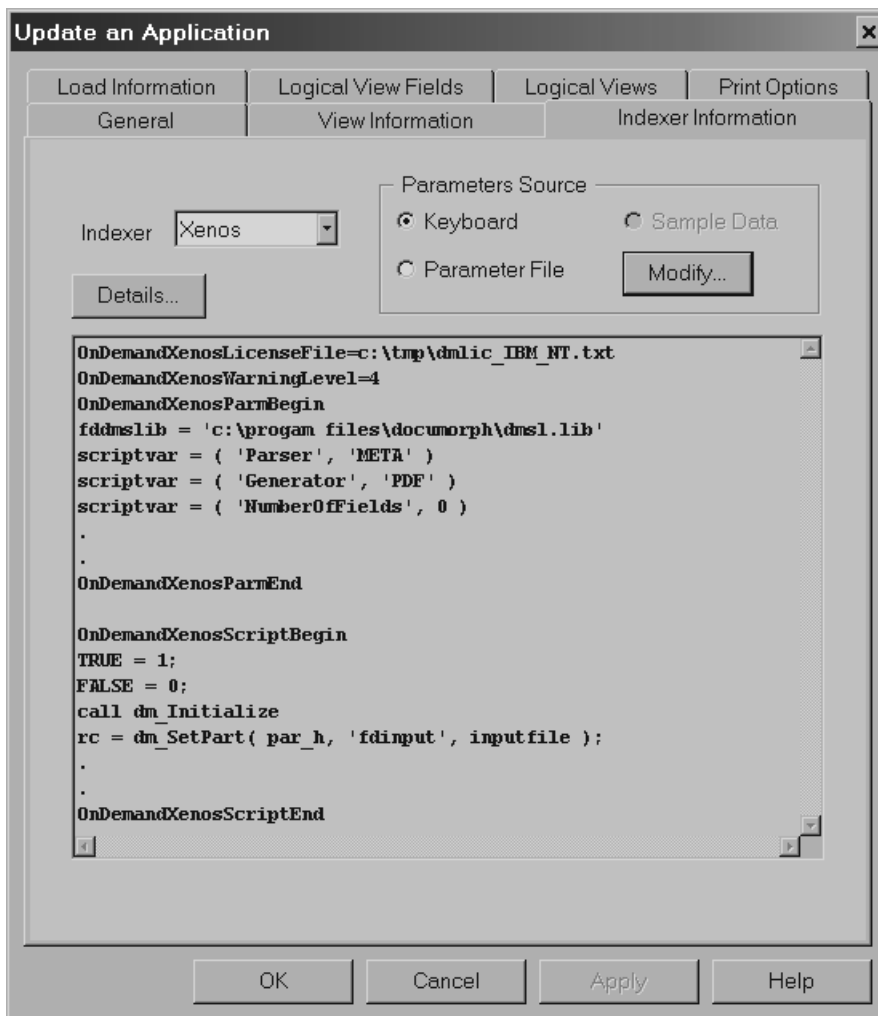 Update an Application
Load Information
Logical View Fields
Logical Views
Print Options
General
View Information
Indexer Information
Indexer
Xenos
Parameters Source
Keyboard
Sample Data
Parameter File
Modify...
Details...
OnDemandXenosLicenseFile=c:\tmp\dmlic_IBM_NT.txt
OnDemandXenosWarningLevel=4
OnDemandXenosParmBegin
fddmslib = 'c:\progam files\documorph\dmsl.lib'
scriptvar = ( 'Parser', 'META' )
scriptvar = ( 'Generator', 'PDF' )
scriptvar = ( 'NumberOfFields', 0 )
.
.
OnDemandXenosParmEnd
OnDemandXenosScriptBegin
TRUE = 1;
FALSE = 0;
call dm_Initialize
rc = dm_SetPart( par_h, 'fdinput', inputfile );
.
.
OnDemandXenosScriptEnd
OK
Cancel
Apply
Help